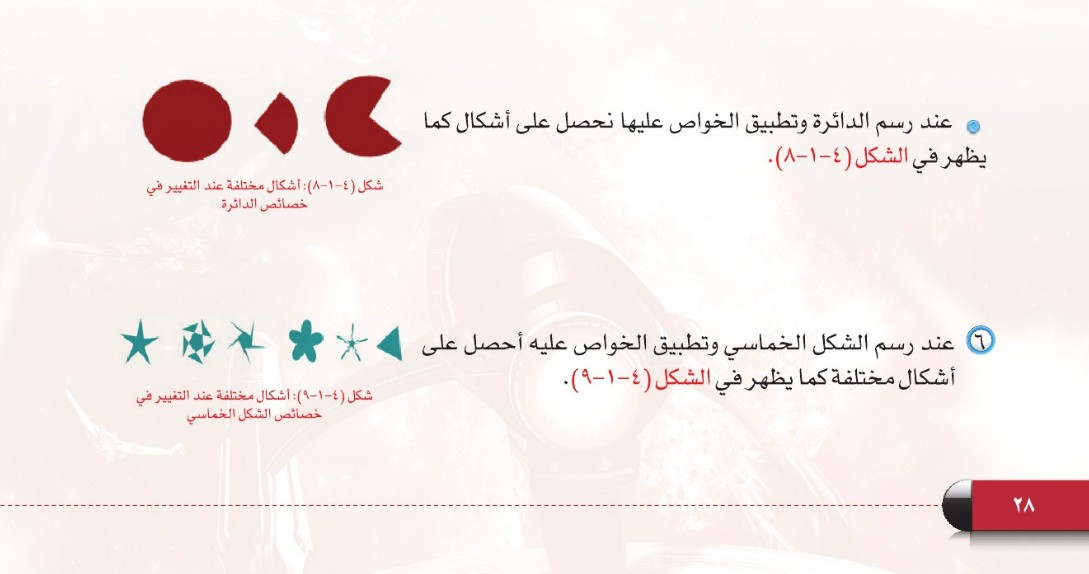 عند رسم الدائرة وتطبيق الخواص عليها نحصل على أشكال كما
يظهر في الشكل (٤-١-٨).
شكل (٤-١-٨): أشكال مختلفة عند التغيير في
خصائص الدائرة
٦ عند رسم الشكل الخماسي وتطبيق الخواص عليه أحصل على
أشكال مختلفة كما يظهر في الشكل (٤-١-٩).
شكل (٤-١-٩): أشكال مختلفة عند التغيير في
خصائص الشكل الخماسي
٢٨